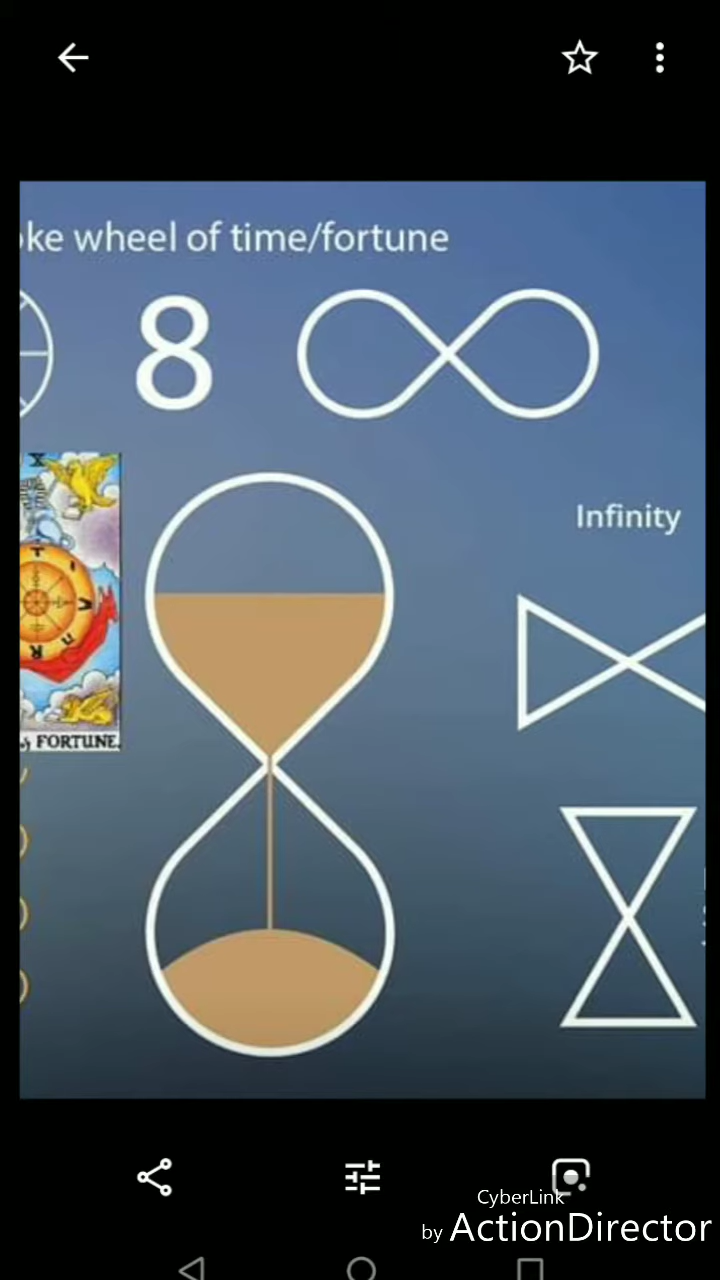 ke wheel of time/fortune
8
Infinity
FORTUNE.
CyberLink
by ActionDirector